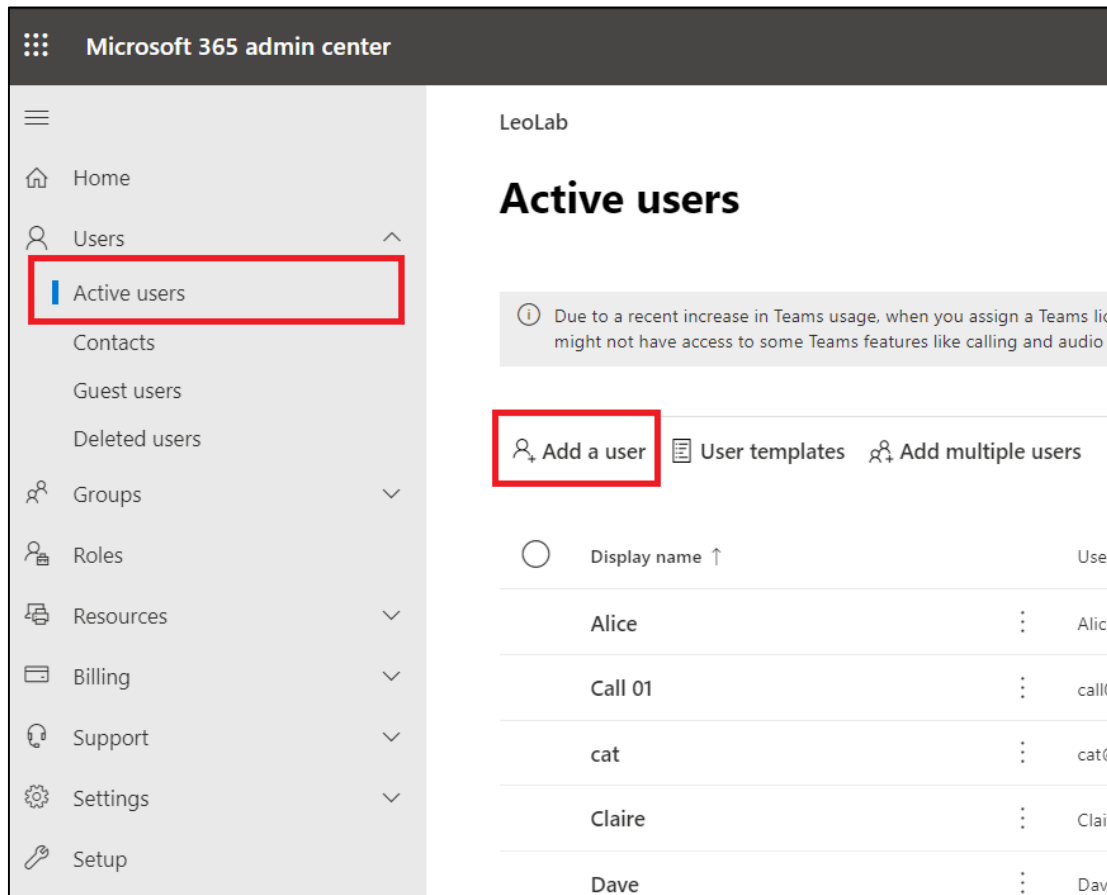 Microsoft 365 admin center
Home
Users
Active users
Contacts
Guest users
Deleted users
Groups
Roles
Resources
Billing
Support
Settings
Setup
LeoLab
Active users
Due to a recent increase in Teams usage, when you assign a Teams
might not have access to some Teams features like calling and audio
Add a user User templates Add multiple users
Display name ↑
Alice
Call 01
cat
Claire
Dave